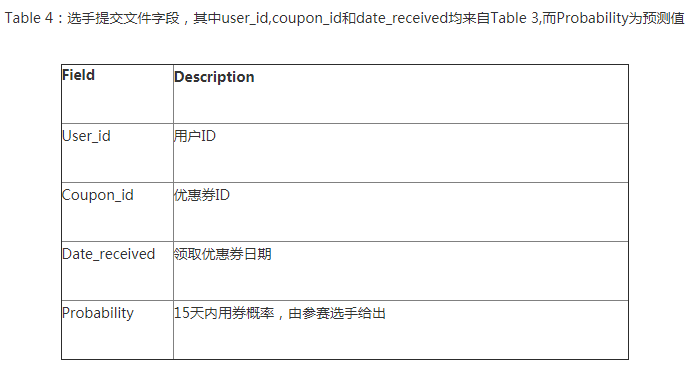 Table 4：选手提交文件字段，其中user_id,coupon_id和date_received均来自Table 3,而Probability为预测值
Field Description
User_id 用户ID
Coupon_id 优惠券ID
Date_received 领取优惠券日期
Probability 15天内用券概率，由参赛选手给出